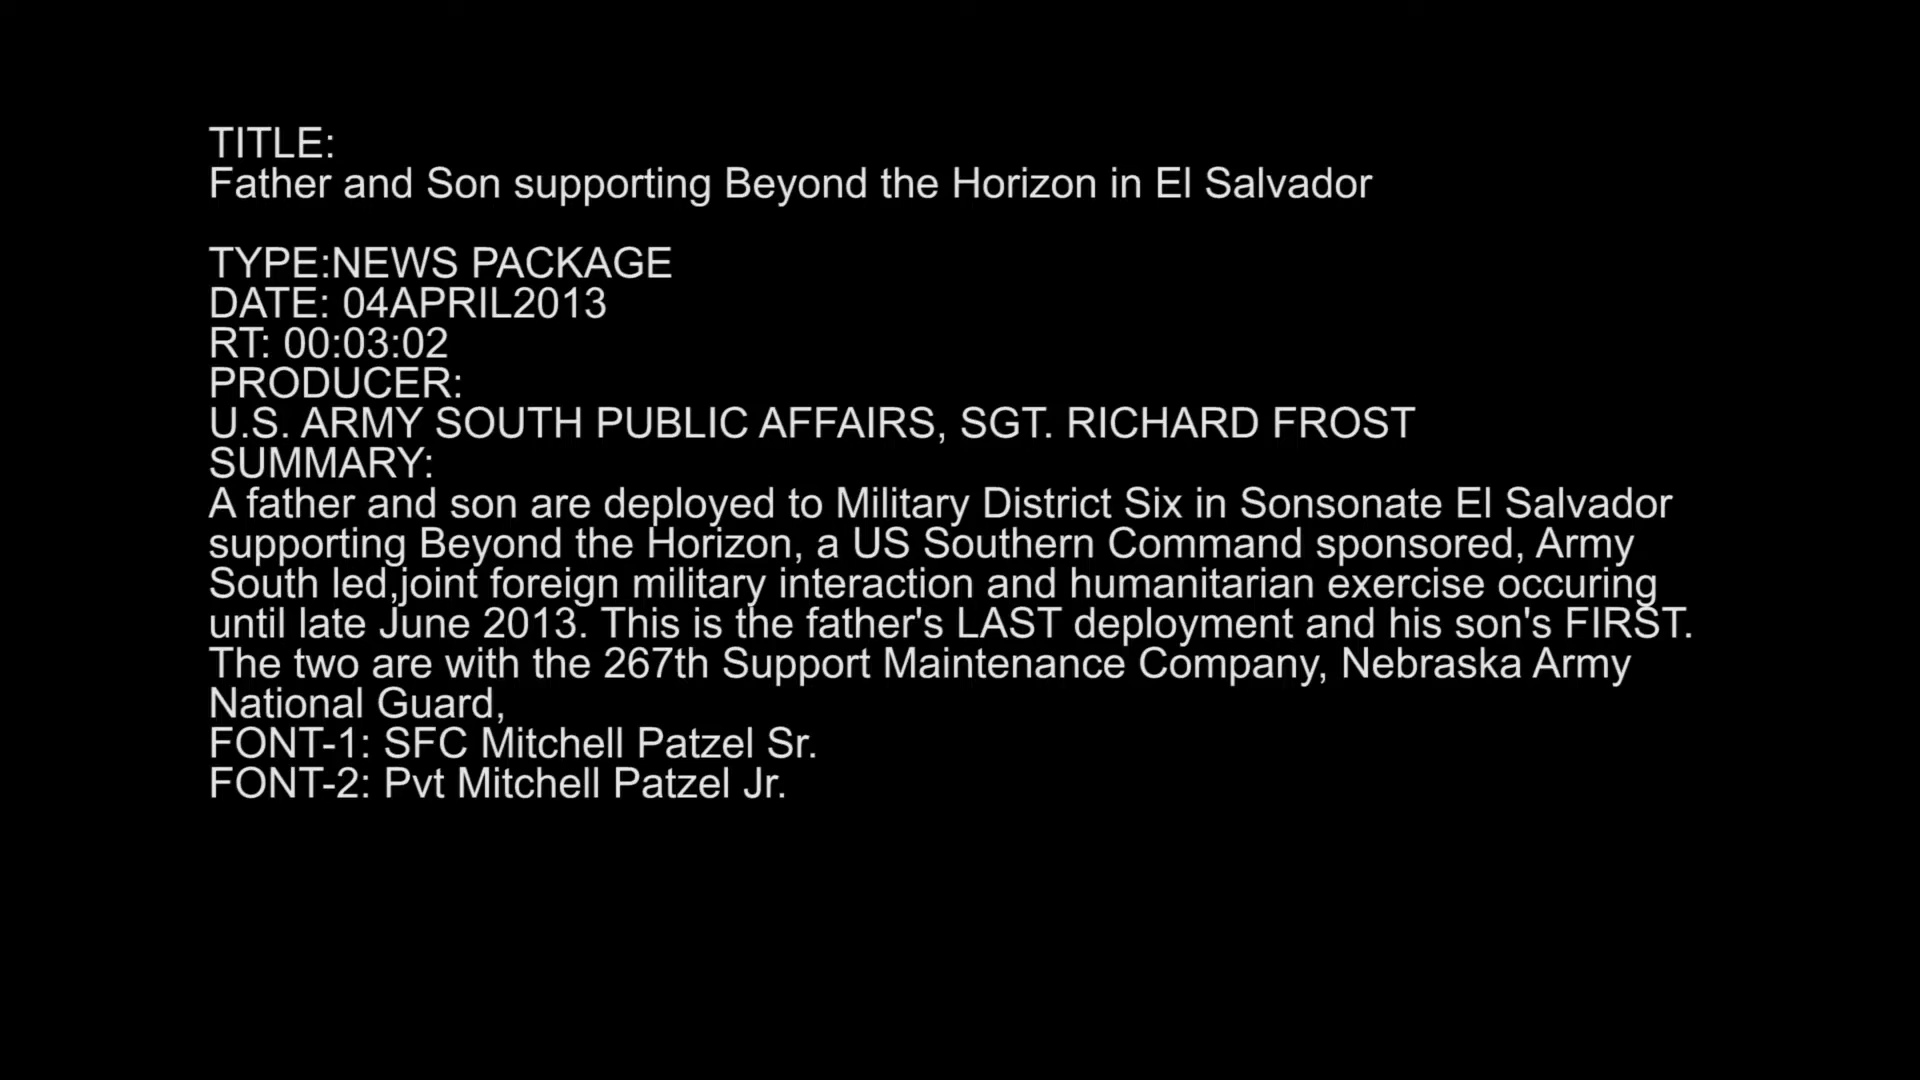 TITLE:
Father and Son supporting Beyond the Horizon in El Salvador
TYPE:NEWS PACKAGE
DATE: 04APRIL2013
RT: 00:03:02
PRODUCER:
U.S. ARMY SOUTH PUBLIC AFFAIRS, SGT. RICHARD FROST
SUMMARY:
A father and son are deployed to Military District Six in Sonsonate El Salvador
supporting Beyond the Horizon, a US Southern Command sponsored, Army
South led,joint foreign military interaction and humanitarian exercise occuring
until late June 2013. This is the father's LAST deployment and his son's FIRST.
The two are with the 267th Support Maintenance Company, Nebraska Army
National Guard,
FONT-1: SFC Mitchell Patzel Sr.
FONT-2: Pvt Mitchell Patzel Jr.